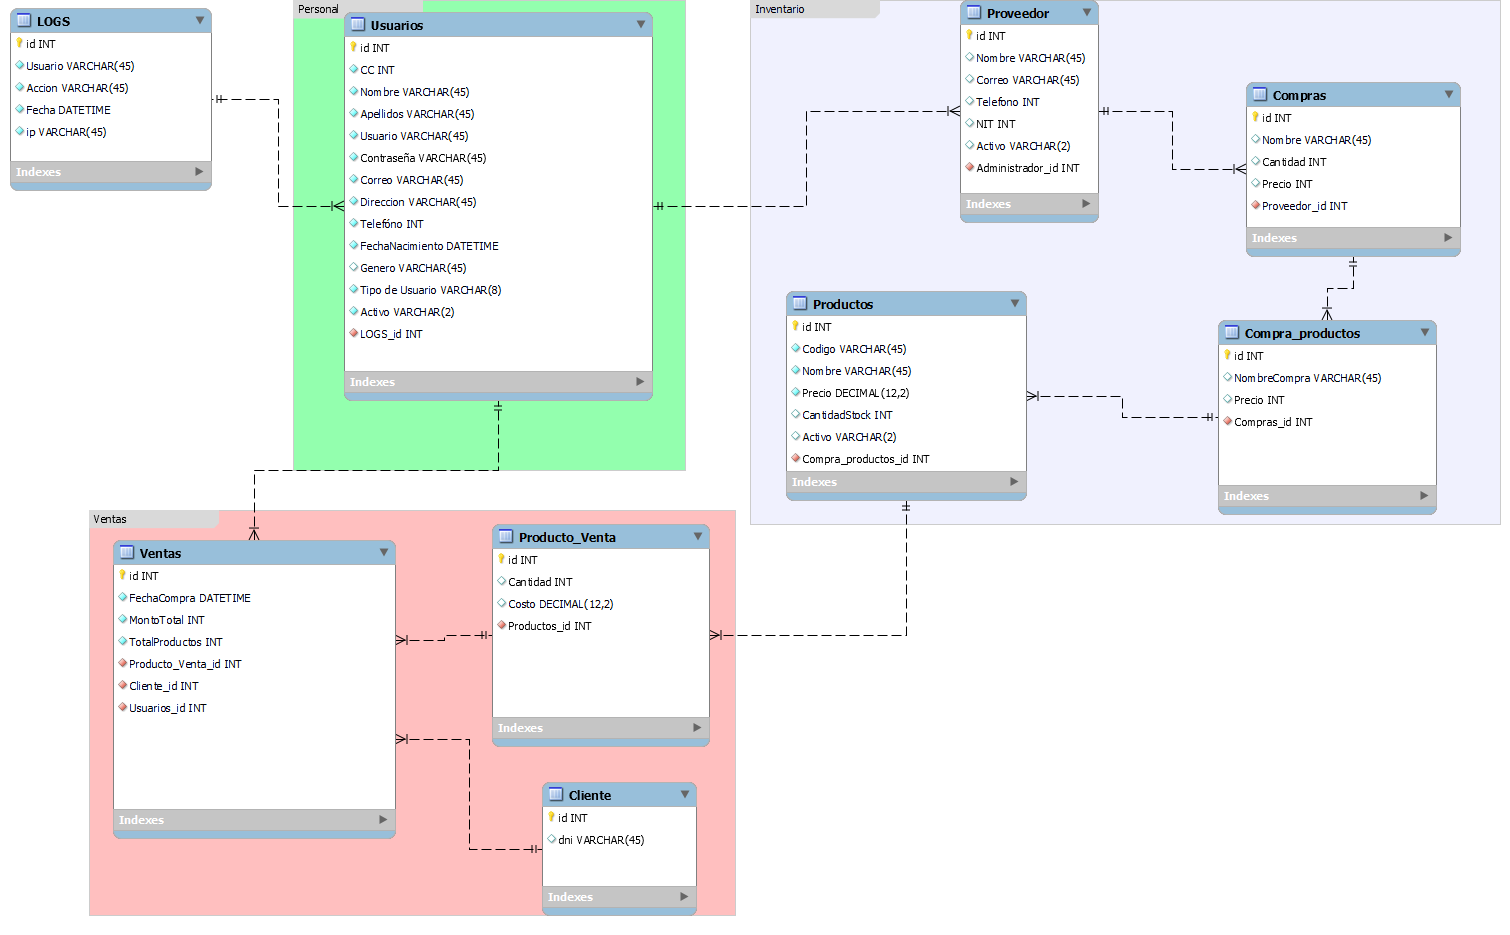 LOGS
id INT
Usuario VARCHAR(45)
Accion VARCHAR(45)
Fecha DATETIME
ip VARCHAR(45)
Indexes
Personal
Usuarios
id INT
CC INT
Nombre VARCHAR(45)
Apellidos VARCHAR(45)
Usuario VARCHAR(45)
Contraseña VARCHAR(45)
Correo VARCHAR(45)
Direccion VARCHAR(45)
Telefóno INT
FechaNacimiento DATETIME
Genero VARCHAR(45)
Tipo de Usuario VARCHAR(8)
Activo VARCHAR(2)
LOGS_id INT
Indexes
Inventario
Proveedor
id INT
Nombre VARCHAR(45)
Correo VARCHAR(45)
Telefono INT
NIT INT
Activo VARCHAR(2)
Administrador_id INT
Indexes
Compras
id INT
Nombre VARCHAR(45)
Cantidad INT
Precio INT
Proveedor_id INT
Indexes
Productos
id INT
Codigo VARCHAR(45)
Nombre VARCHAR(45)
Precio DECIMAL(12,2)
CantidadStock INT
Activo VARCHAR(2)
Compra_productos_id INT
Indexes
Compra_productos
id INT
NombreCompra VARCHAR(45)
Precio INT
Compras_id INT
Indexes
Ventas
Ventas
id INT
FechaCompra DATETIME
MontoTotal INT
TotalProductos INT
Producto_Venta_id INT
Cliente_id INT
Usuarios_id INT
Indexes
Producto_Venta
id INT
Cantidad INT
Costo DECIMAL(12,2)
Productos_id INT
Indexes
Cliente
id INT
dni VARCHAR(45)
Indexes